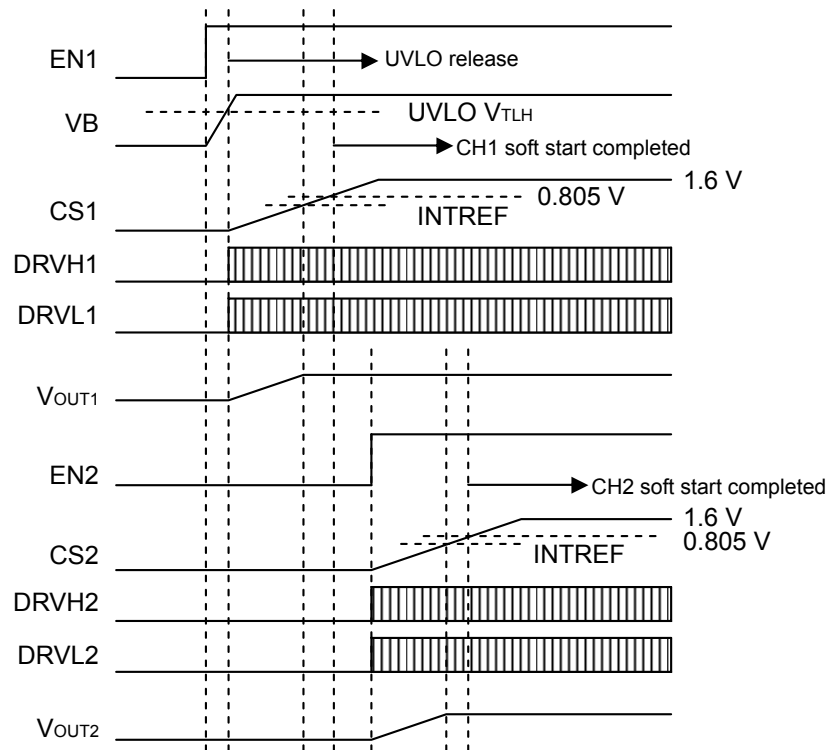 EN1
UVLO release
UVLO VTLH
VB
CH1 soft start completed
1.6 V
0.805 V
CS1
INTREF
DRVH1
DRVL1
VOUT1
EN2
CH2 soft start completed
1.6 V
0.805 V
CS2
INTREF
DRVH2
DRVL2
VOUT2